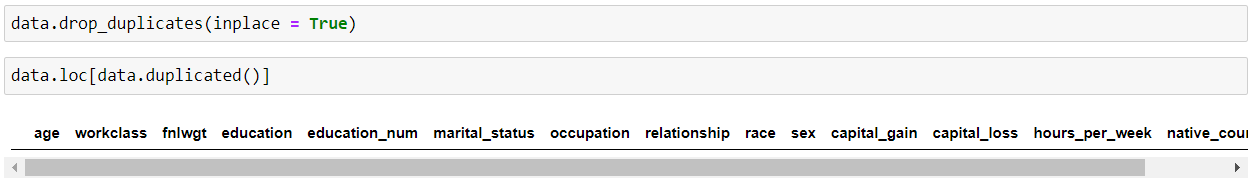 data.drop_duplicates(inplace = True)
data.loc[data.duplicated()]
age workclass fnlwgt education education_num marital_status occupation relationship race sex capital_gain capital_loss hours_per_week native_cou